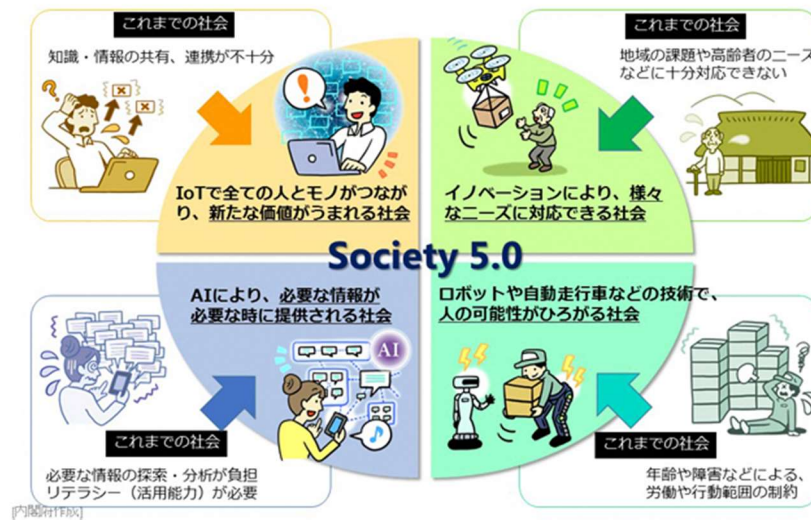 これまでの社会
知識・情報の共有、連携が不十分
IoTで全ての人とモノがつなが
り、新たな価値がうまれる社会
これまでの社会
地域の課題や高齢者のニーズ
などに十分対応できない
イノベーションにより、様々
なニーズに対応できる社会
Society 5.0
AIにより、必要な情報が
必要な時に提供される社会
AI
これまでの社会
必要な情報の探索・分析が負担
リテラシー（活用能力）が必要
ロボットや自動走行車などの技術で、
人の可能性がひろがる社会
これまでの社会
年齢や障害などによる、
労働や行動範囲の制約
[内閣府作成]